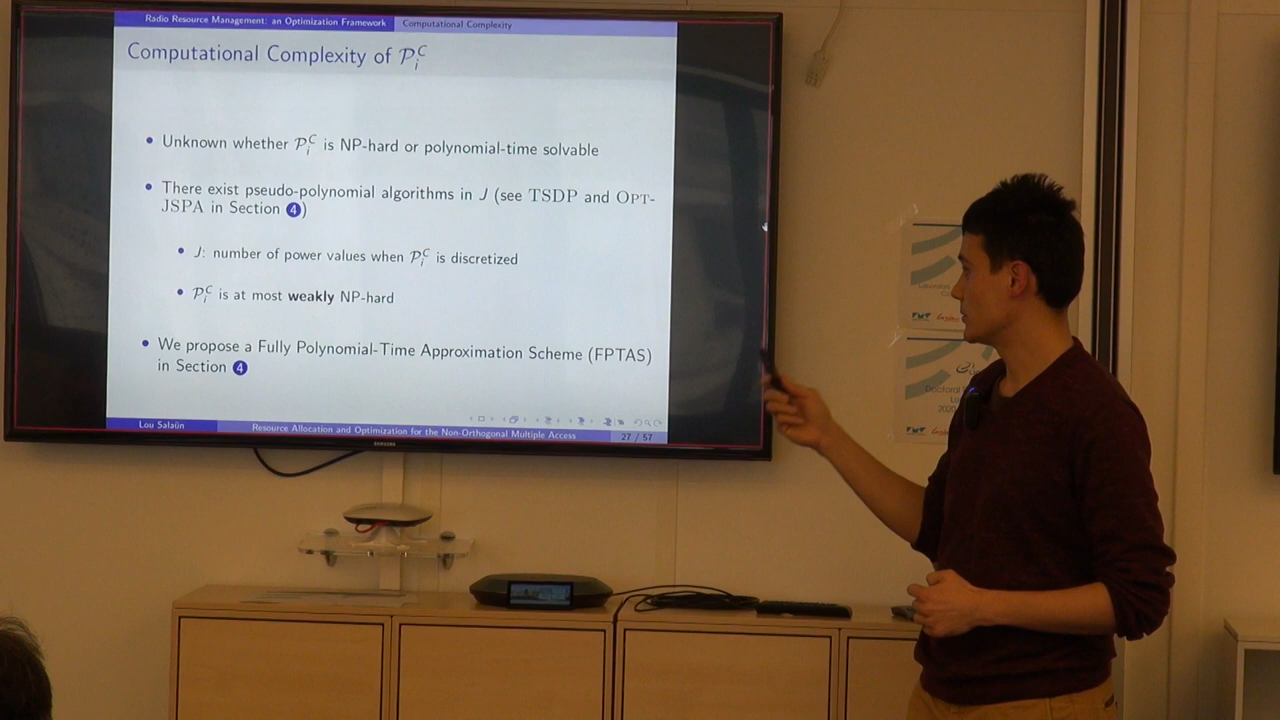 Radio Resource Management: an Optimization Framework Computational Complexity
Computational Complexity of 𝒫ᵢᶜ
• Unknown whether 𝒫ᵢᶜ is NP-hard or polynomial-time solvable
• There exist pseudo-polynomial algorithms in J (see TSDP and OPT-
JSPA in Section 4)
• J: number of power values when 𝒫ᵢᶜ is discretized
• 𝒫ᵢᶜ is at most weakly NP-hard
• We propose a Fully Polynomial-Time Approximation Scheme (FPTAS)
in Section 4
Lou Salaün Resource Allocation and Optimization for the Non-Orthogonal Multiple Access 27 / 57
SAMSUNG